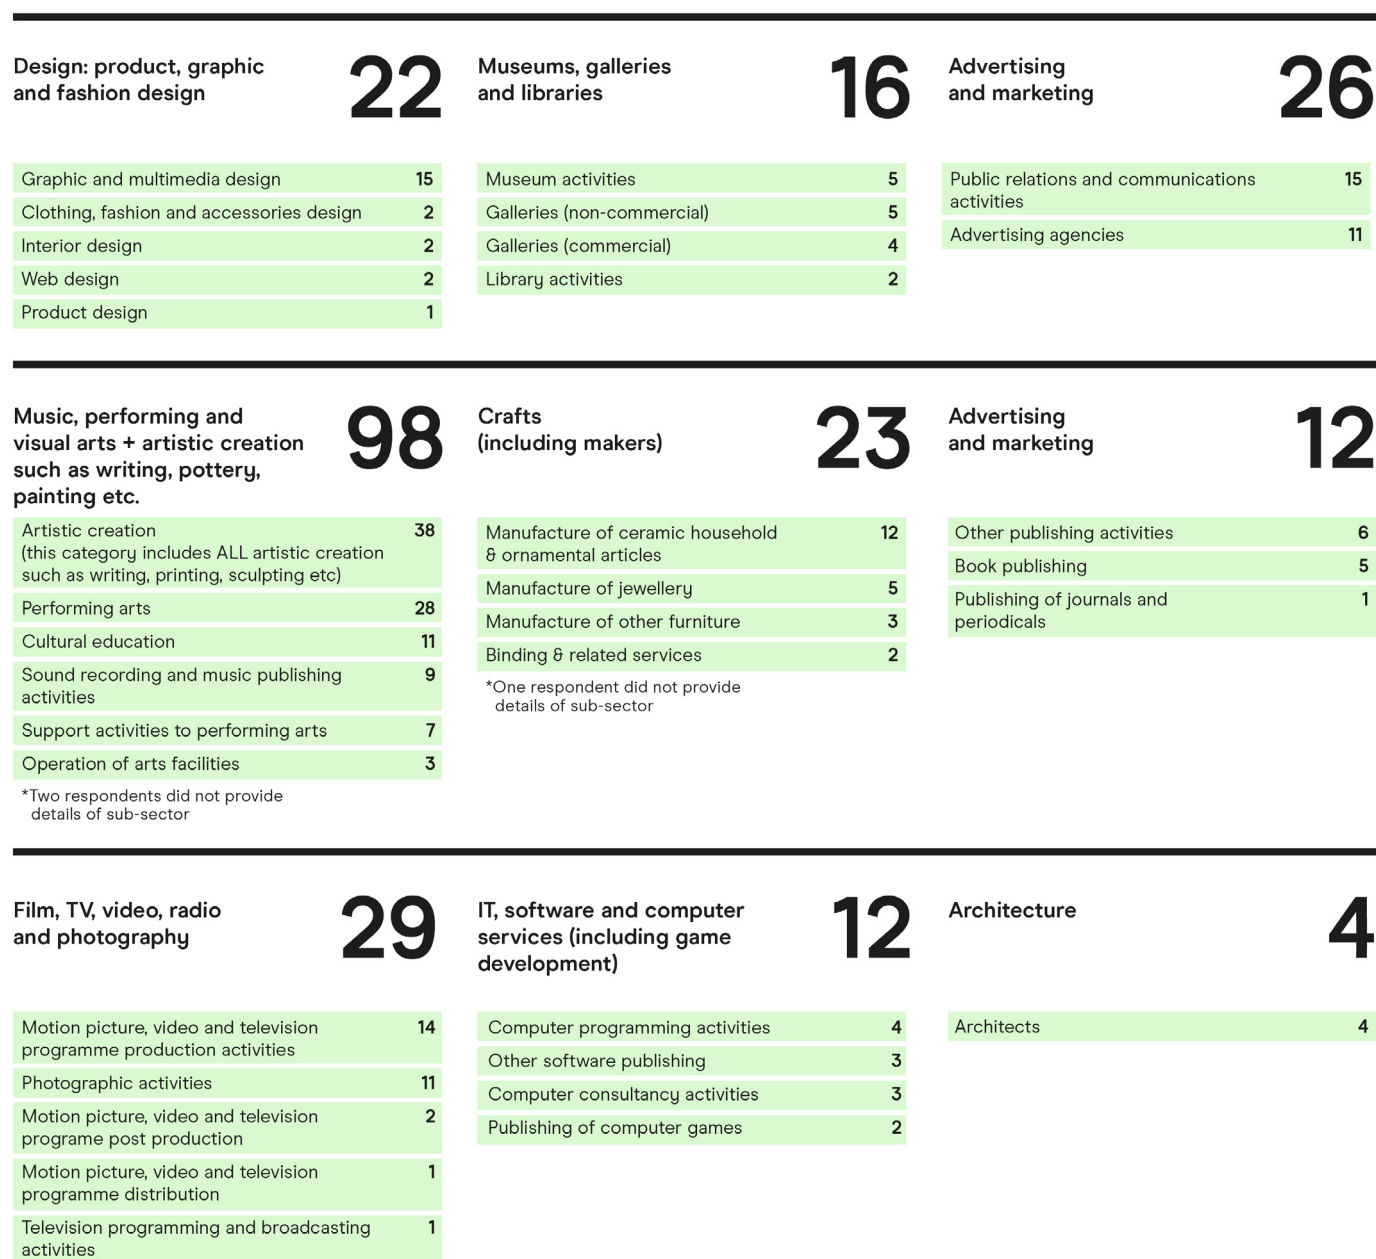 Design: product, graphic
and fashion design
22
Graphic and multimedia design 15
Clothing, fashion and accessories design 2
Interior design 2
Web design 2
Product design 1
Museums, galleries
and libraries
16
Museum activities 5
Galleries (non-commercial) 5
Galleries (commercial) 4
Library activities 2
Advertising
and marketing
26
Public relations and communications 15
activities
Advertising agencies 11
Music, performing and
visual arts + artistic creation
such as writing, pottery,
painting etc.
98
Artistic creation 38
(this category includes ALL artistic creation
such as writing, printing, sculpting etc)
Performing arts 28
Cultural education 11
Sound recording and music publishing 9
activities
Support activities to performing arts 7
Operation of arts facilities 3
*Two respondents did not provide
details of sub-sector
Crafts
(including makers)
23
Manufacture of ceramic household 12
& ornamental articles
Manufacture of jewellery 5
Manufacture of other furniture 3
Binding & related services 2
*One respondent did not provide
details of sub-sector
Advertising
and marketing
12
Other publishing activities 6
Book publishing 5
Publishing of journals and 1
periodicals
Film, TV, video, radio
and photography
29
Motion picture, video and television 14
programme production activities
Photographic activities 11
Motion picture, video and television 2
programe post production
Motion picture, video and television 1
programme distribution
Television programming and broadcasting 1
activities
IT, software and computer
services (including game
development)
12
Computer programming activities 4
Other software publishing 3
Computer consultancy activities 3
Publishing of computer games 2
Architecture
4
Architects 4